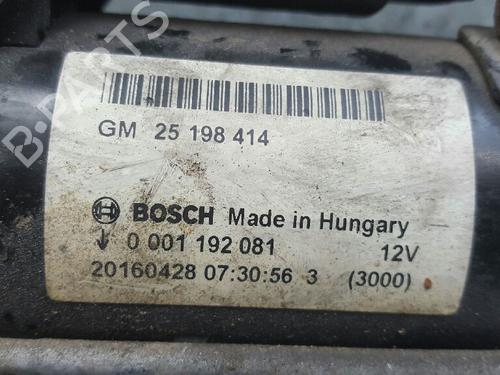 GM 25 198 414
BOSCH Made in Hungary
0 001 192 081 12V
20160428 07:30:56 3 (3000)
B-PARTS